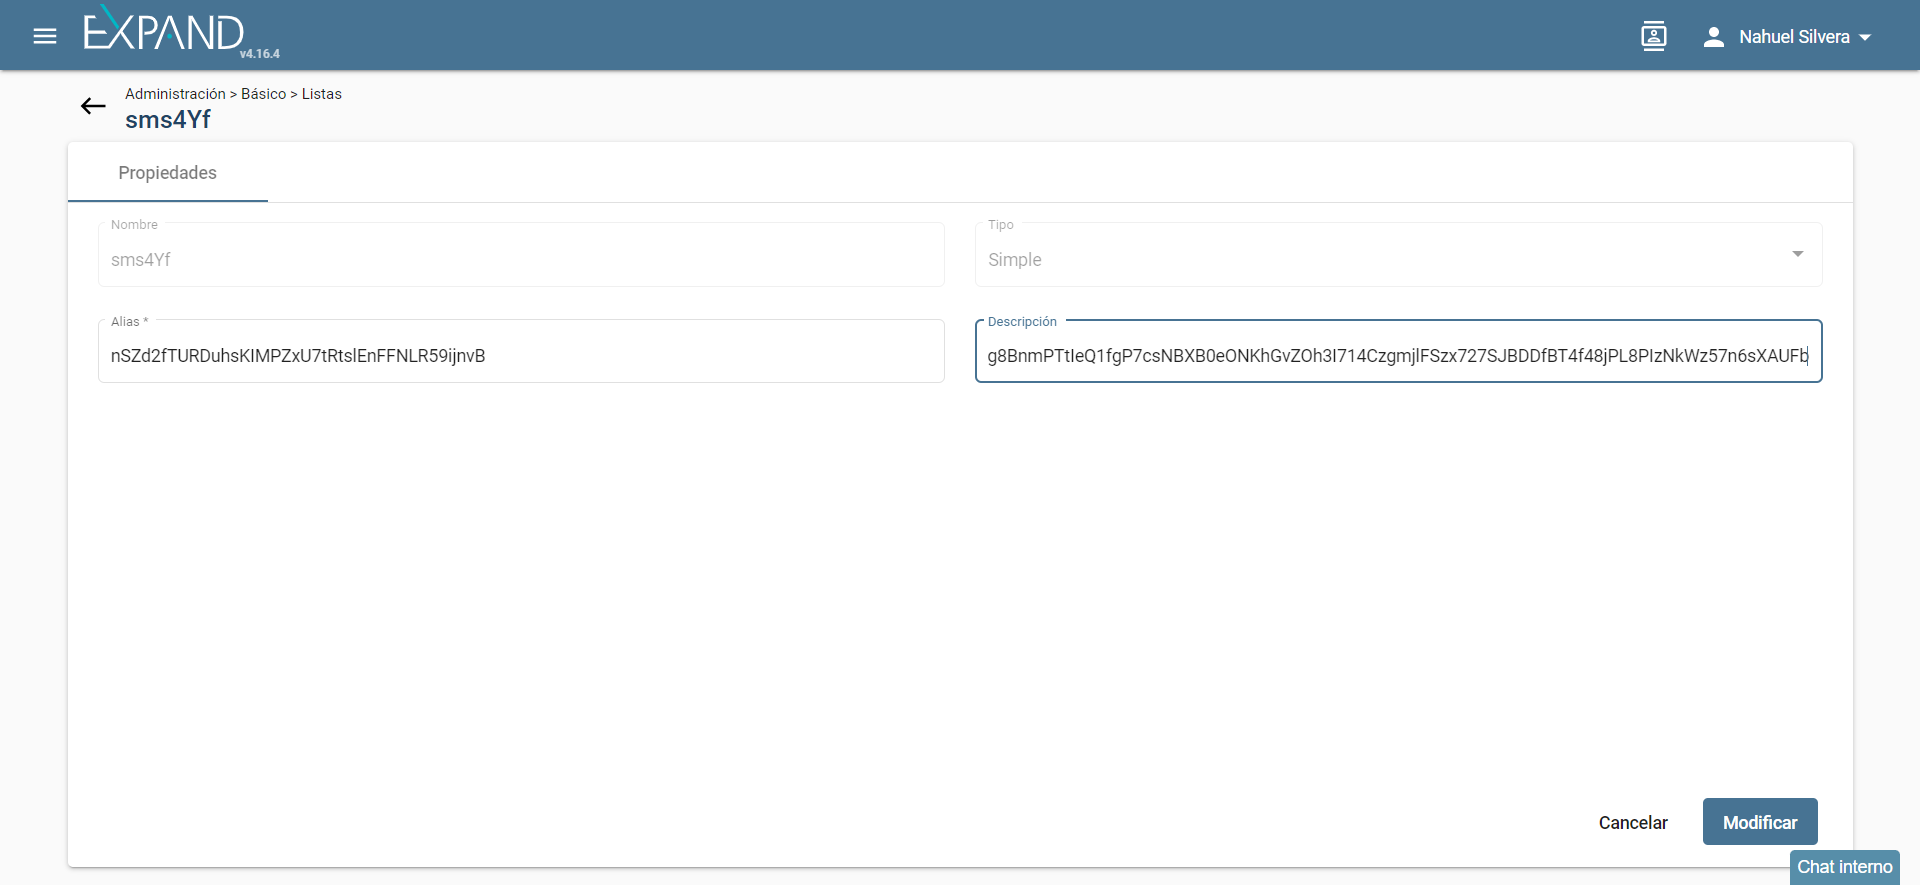 EXPAND
v4.16.4
Nahuel Silvera
Administración > Básico > Listas
sms4Yf
Propiedades
Nombre
sms4Yf
Tipo
Simple
Alias *
nSZd2fTURDuhsKIMPZxU7tRtslEnFFNLR59ijnvB
Descripción
g8BnmPTtIeQ1fgP7csNBXB0eONKhGvZOh3I714CzgmjlFSzx727SJBDDfBT4f48jPL8PIzNkWz57n6sXAUFb
Cancelar
Modificar
Chat interno